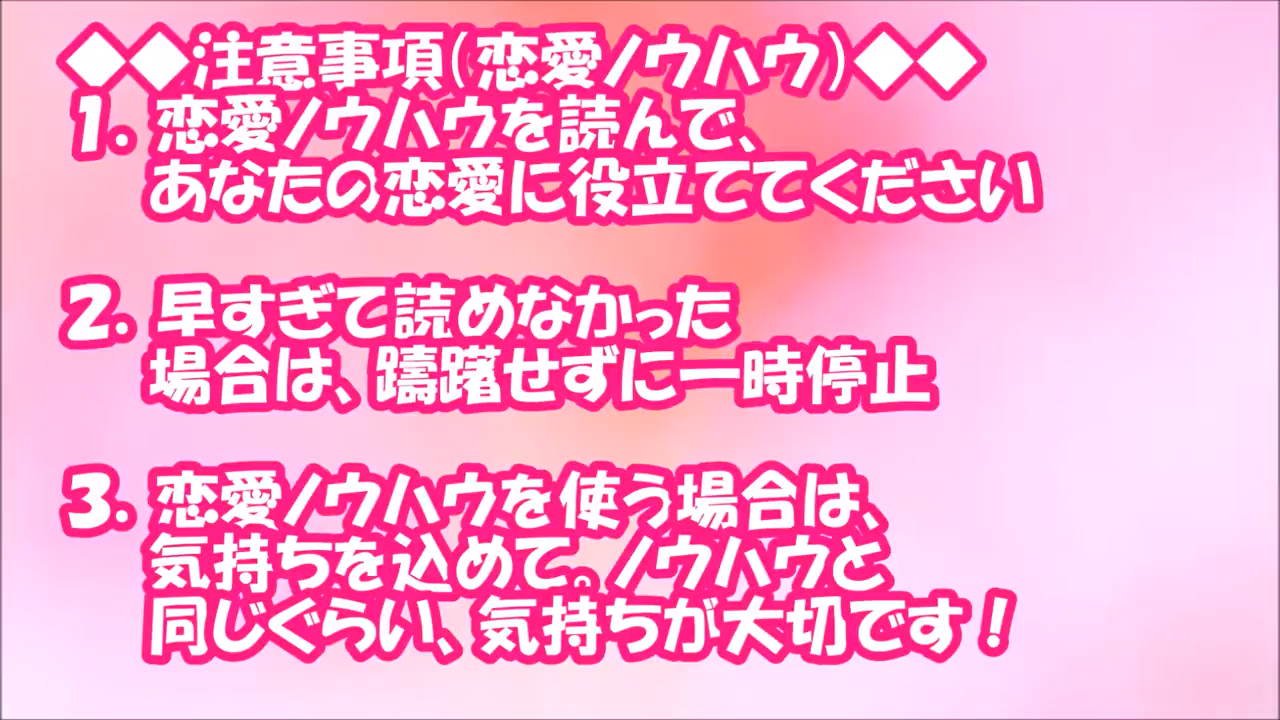 ◆◆注意事項(恋愛ノウハウ)◆◆
1. 恋愛ノウハウを読んで、
あなたの恋愛に役立ててください
2. 早すぎて読めなかった
場合は、躊躇せずに一時停止
3. 恋愛ノウハウを使う場合は、
気持ちを込めて。ノウハウと
同じぐらい、気持ちが大切です！